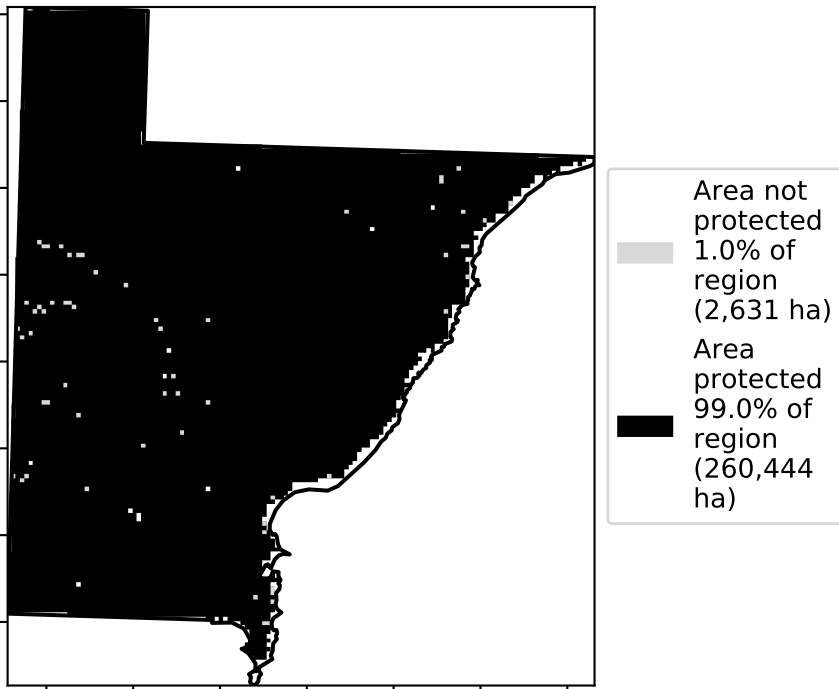 Area not
protected
1.0% of
region
(2,631 ha)
Area
protected
99.0% of
region
(260,444
ha)